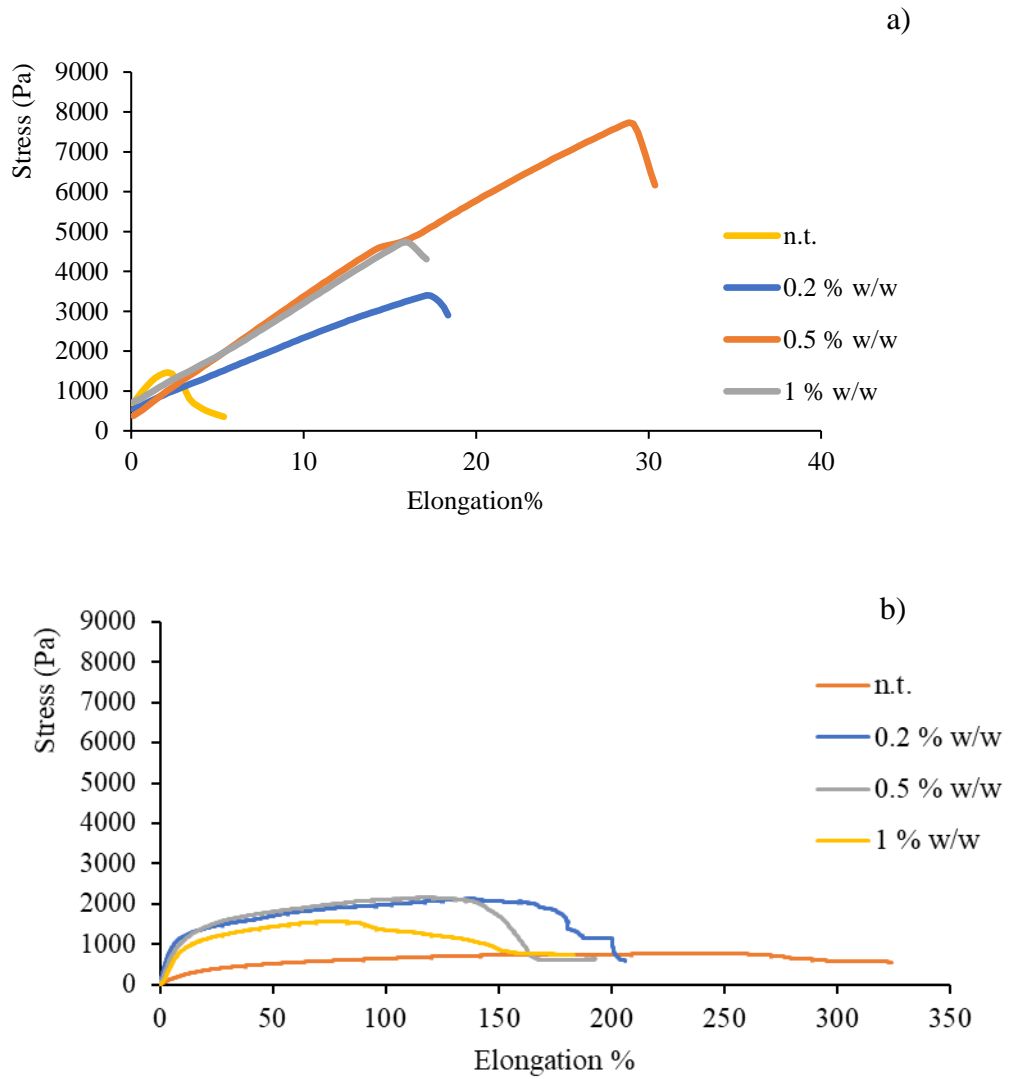 a)
Stress (Pa)
9000
8000
7000
6000
5000
4000
3000
2000
1000
0
0 10 20 30 40
Elongation%
n.t.
0.2 % w/w
0.5 % w/w
1 % w/w
b)
Stress (Pa)
9000
8000
7000
6000
5000
4000
3000
2000
1000
0
0 50 100 150 200 250 300 350
Elongation %
n.t.
0.2 % w/w
0.5 % w/w
1 % w/w